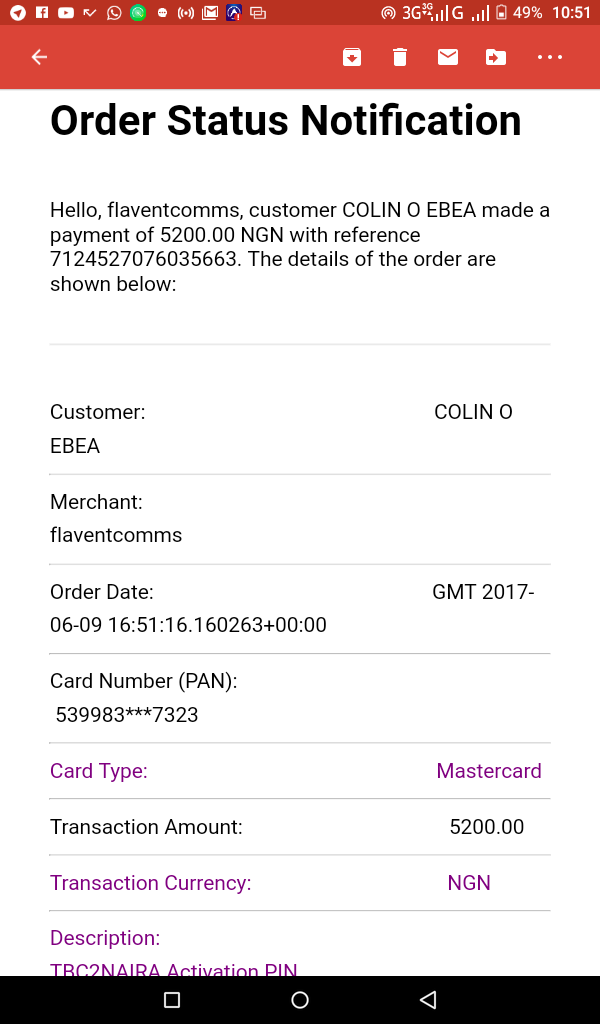 3G 3G G 49% 10:51
Order Status Notification
Hello, flaventcomms, customer COLIN O EBEA made a
payment of 5200.00 NGN with reference
7124527076035663. The details of the order are
shown below:
Customer: COLIN O
EBEA
Merchant:
flaventcomms
Order Date: GMT 2017-
06-09 16:51:16.160263+00:00
Card Number (PAN):
539983***7323
Card Type: Mastercard
Transaction Amount: 5200.00
Transaction Currency: NGN
Description:
TBC2NAIRA Activation PIN